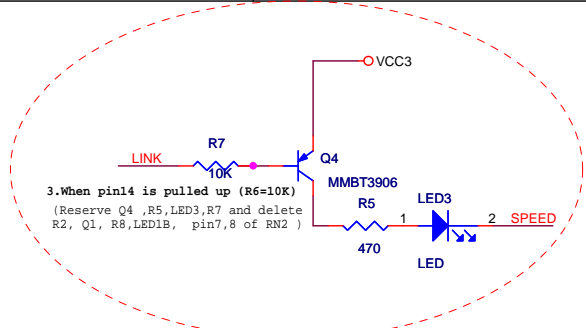 VCC3
R7
LINK
10K
Q4
MMBT3906
3.When pin14 is pulled up (R6=10K)
(Reserve Q4 ,R5,LED3,R7 and delete
R2, Q1, R8,LED1B, pin7,8 of RN2 )
R5
LED3
1
2
SPEED
470
LED